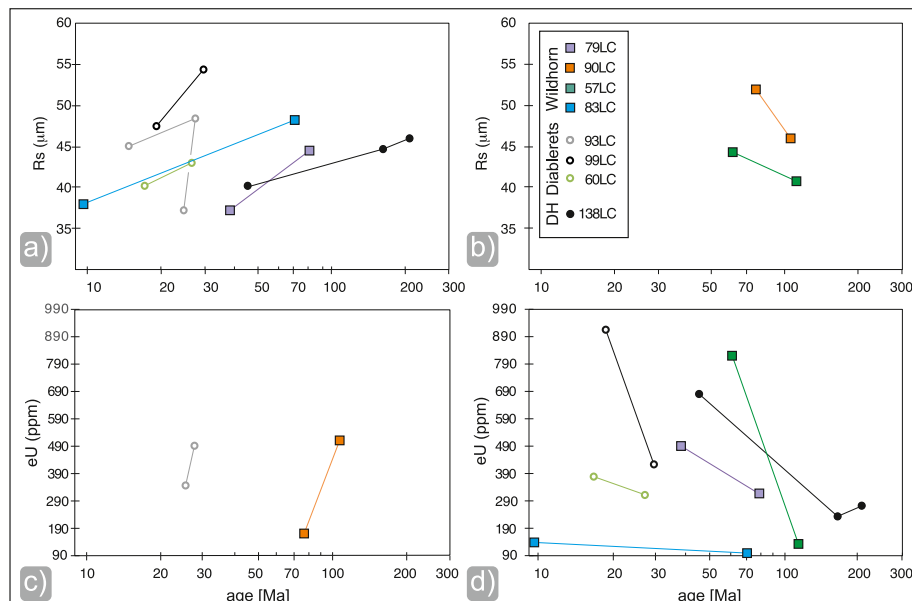 60
55
50
45
40
35
Rs (μm)
a)
10 20 30 50 70 100 200 300
60
55
50
45
40
35
Rs (μm)
b)
10 20 30 50 70 100 200 300
Wildhorn
79LC
90LC
57LC
83LC
Diablerets
93LC
99LC
60LC
DH
138LC
990
890
790
690
590
490
390
290
190
90
eU (ppm)
c)
10 20 30 50 70 100 200 300
age [Ma]
990
890
790
690
590
490
390
290
190
90
eU (ppm)
d)
10 20 30 50 70 100 200 300
age [Ma]